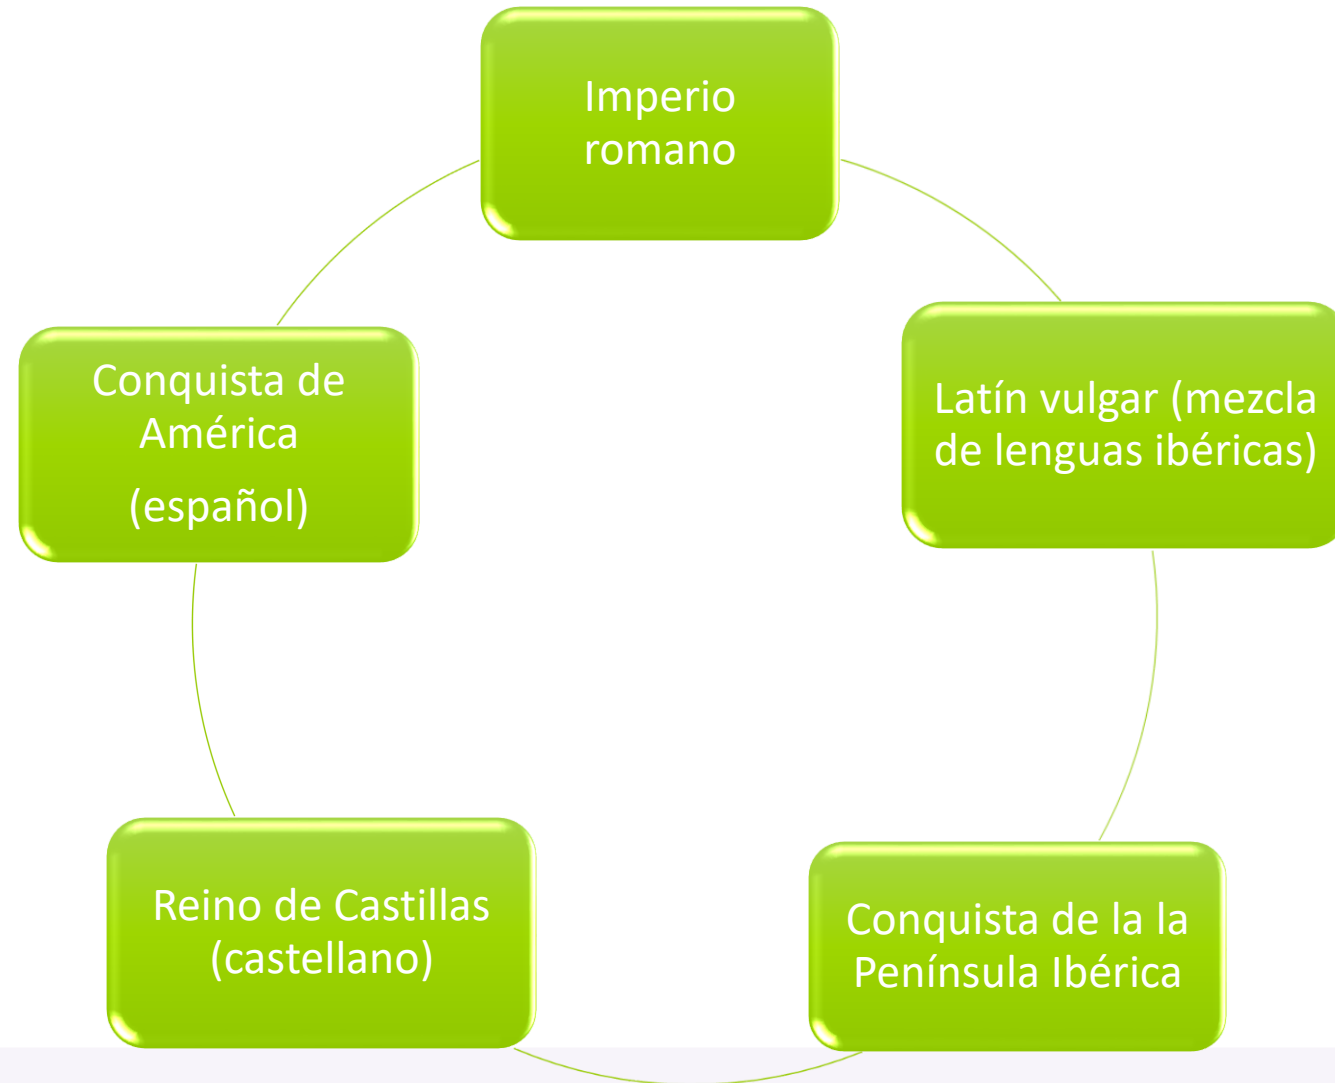 Imperio
romano
Latín vulgar (mezcla
de lenguas ibéricas)
Conquista de la la
Península Ibérica
Reino de Castillas
(castellano)
Conquista de
América
(español)